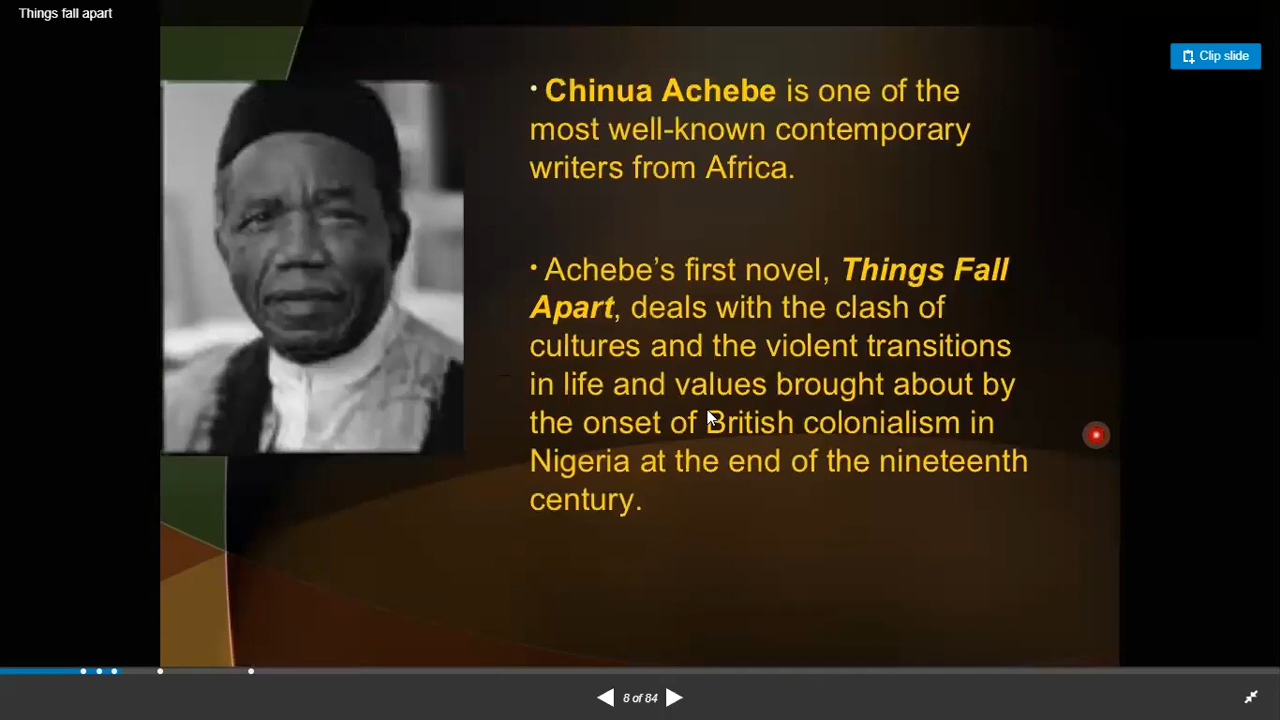 Things fall apart
Clip slide
• Chinua Achebe is one of the
most well-known contemporary
writers from Africa.
• Achebe’s first novel, Things Fall
Apart, deals with the clash of
cultures and the violent transitions
in life and values brought about by
the onset of British colonialism in
Nigeria at the end of the nineteenth
century.
8 of 84